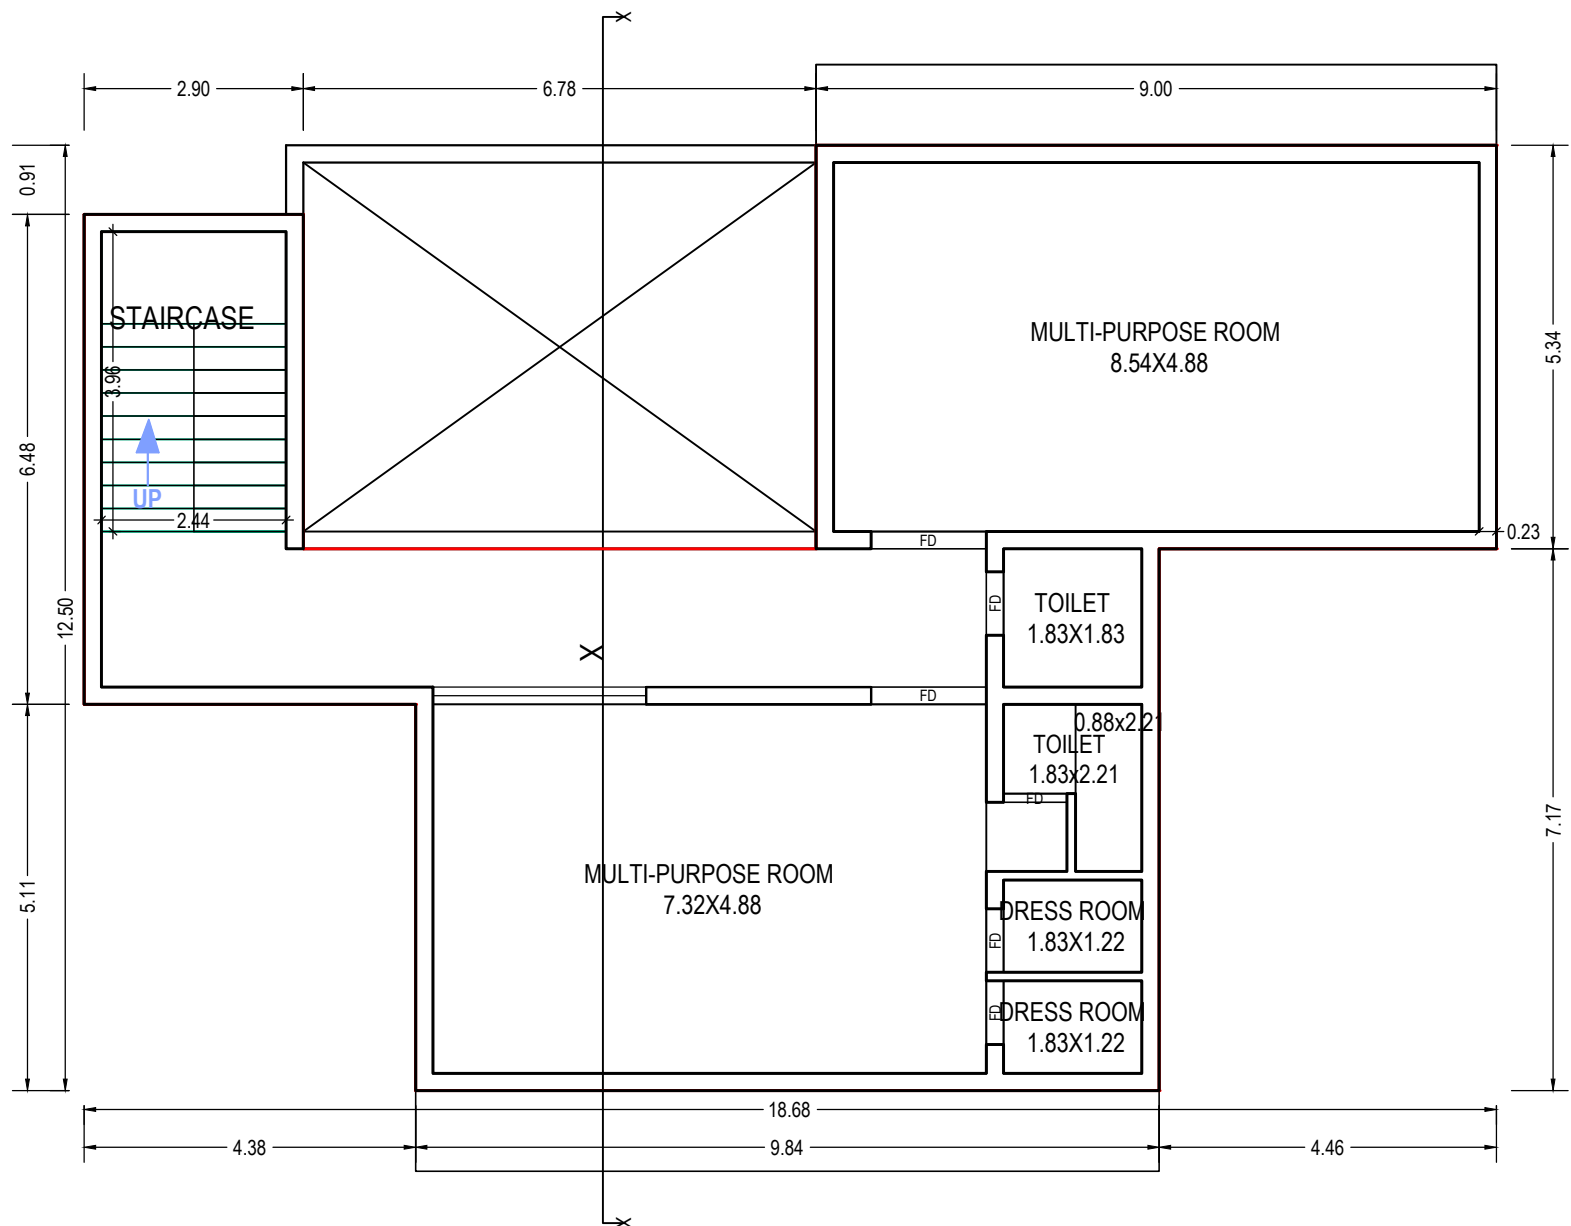 X
2.90
6.78
9.00
0.91
STAIRCASE
MULTI-PURPOSE ROOM
8.54X4.88
5.34
3.96
6.48
UP
2.44
0.23
FD
12.50
FD
TOILET
1.83X1.83
X
FD
0.88x2.21
TOILET
1.83x2.21
FD
7.17
MULTI-PURPOSE ROOM
7.32X4.88
5.11
DRESS ROOM
1.83X1.22
FD
DRESS ROOM
1.83X1.22
FD
18.68
4.38
9.84
4.46
X